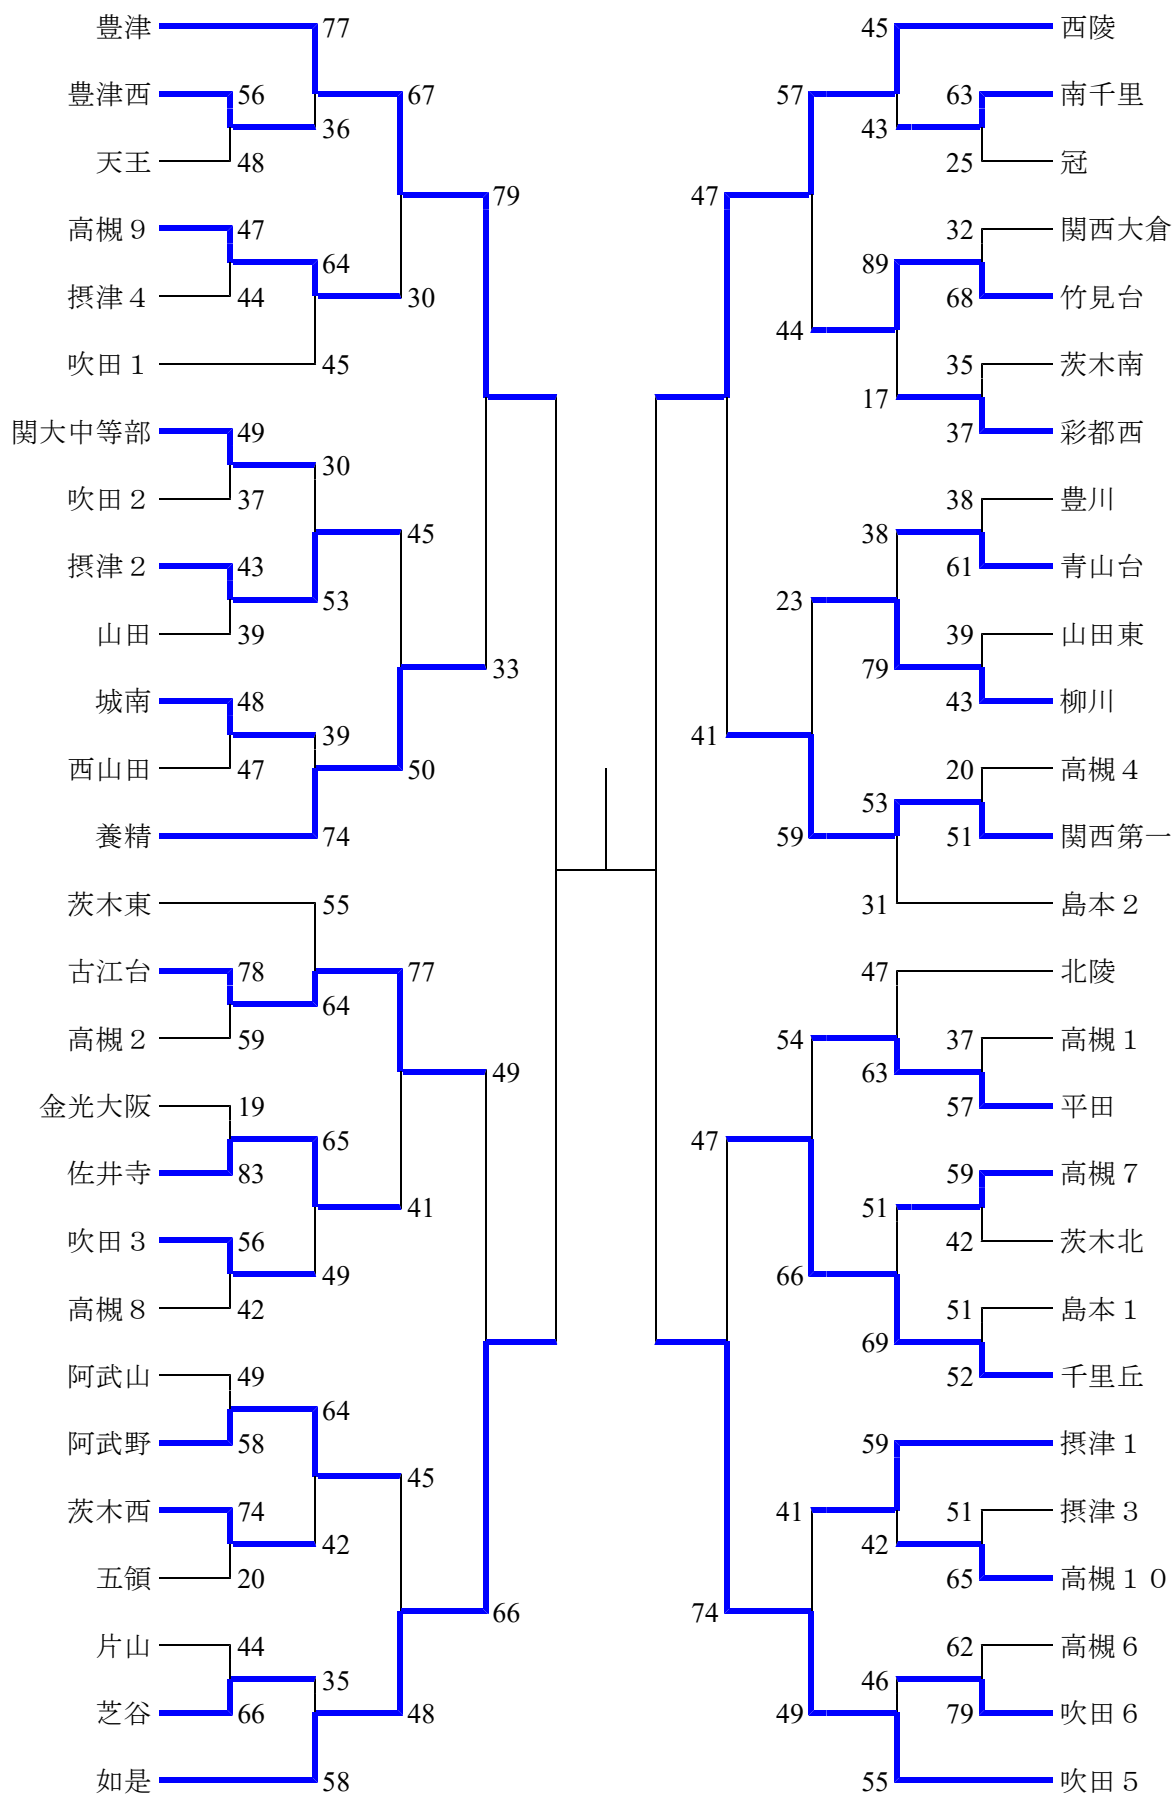 豊津 77 45 西陵
豊津西 56 67 57 63 南千里
36 43
天王 48 25 冠
79 47
高槻９ 47 32 関西大倉
64 89
摂津４ 44 30 68 竹見台
44
吹田１ 45 35 茨木南
17
関大中等部 49 37 彩都西
30
吹田２ 37 38 豊川
45 38
摂津２ 43 61 青山台
53 23
山田 39 39 山田東
33 79
城南 48 43 柳川
39 41
西山田 47 50 20 高槻４
53
養精 74 59 51 関西第一
茨木東 55 31 島本２
古江台 78 77 47 北陵
64
高槻２ 59 54 37 高槻１
49 63
金光大阪 19 57 平田
65 47
佐井寺 83 59 高槻７
41 51
吹田３ 56 42 茨木北
49 66
高槻８ 42 51 島本１
69
阿武山 49 52 千里丘
64
阿武野 58 59 摂津１
45
茨木西 74 41 51 摂津３
42 42
五領 20 65 高槻１０
66 74
片山 44 62 高槻６
35 46
芝谷 66 48 49 79 吹田６
如是 58 55 吹田５